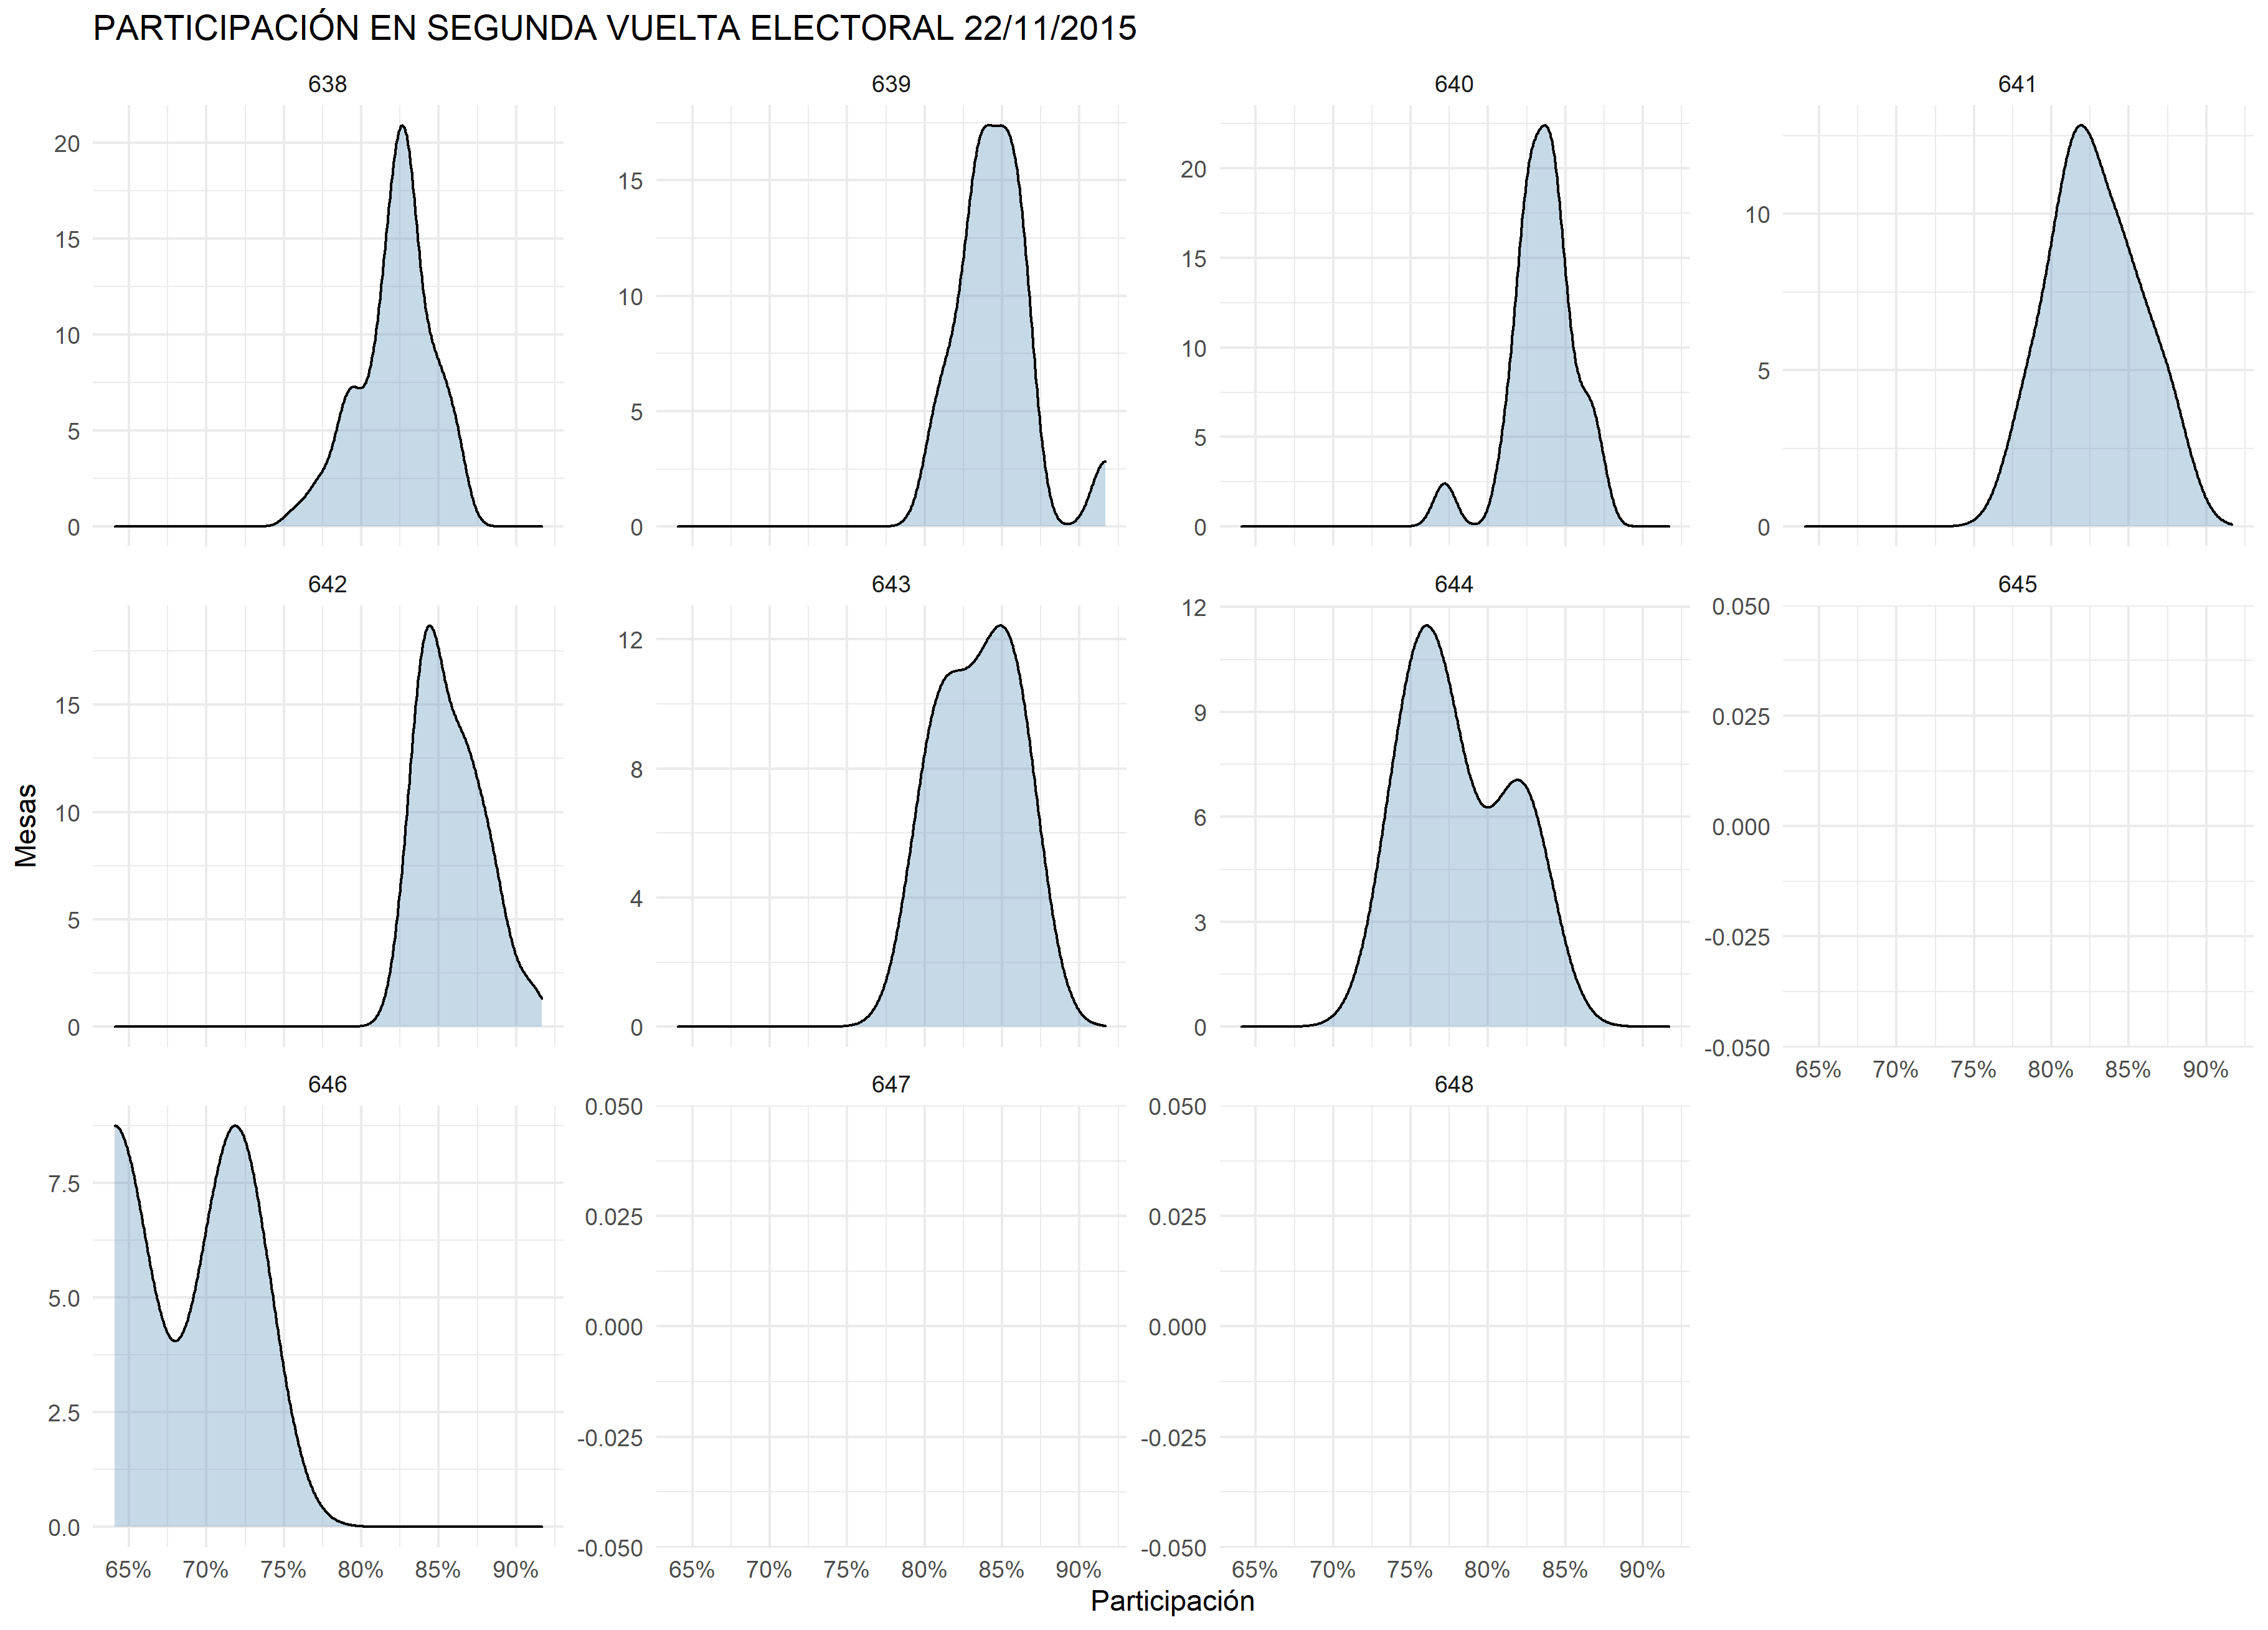 PARTICIPACIÓN EN SEGUNDA VUELTA ELECTORAL 22/11/2015
638 639 640 641
20 15 10 5 0
15 10 5 0
20 15 10 5 0
10 5 0
642 643 644 645
15 10 5 0
12 8 4 0
12 9 6 3 0
0.050 0.025 0.000 -0.025 -0.050
65% 70% 75% 80% 85% 90%
Mesas
646 647 648
7.5 5.0 2.5 0.0
0.050 0.025 0.000 -0.025 -0.050
0.050 0.025 0.000 -0.025 -0.050
65% 70% 75% 80% 85% 90%
65% 70% 75% 80% 85% 90%
65% 70% 75% 80% 85% 90%
Participación